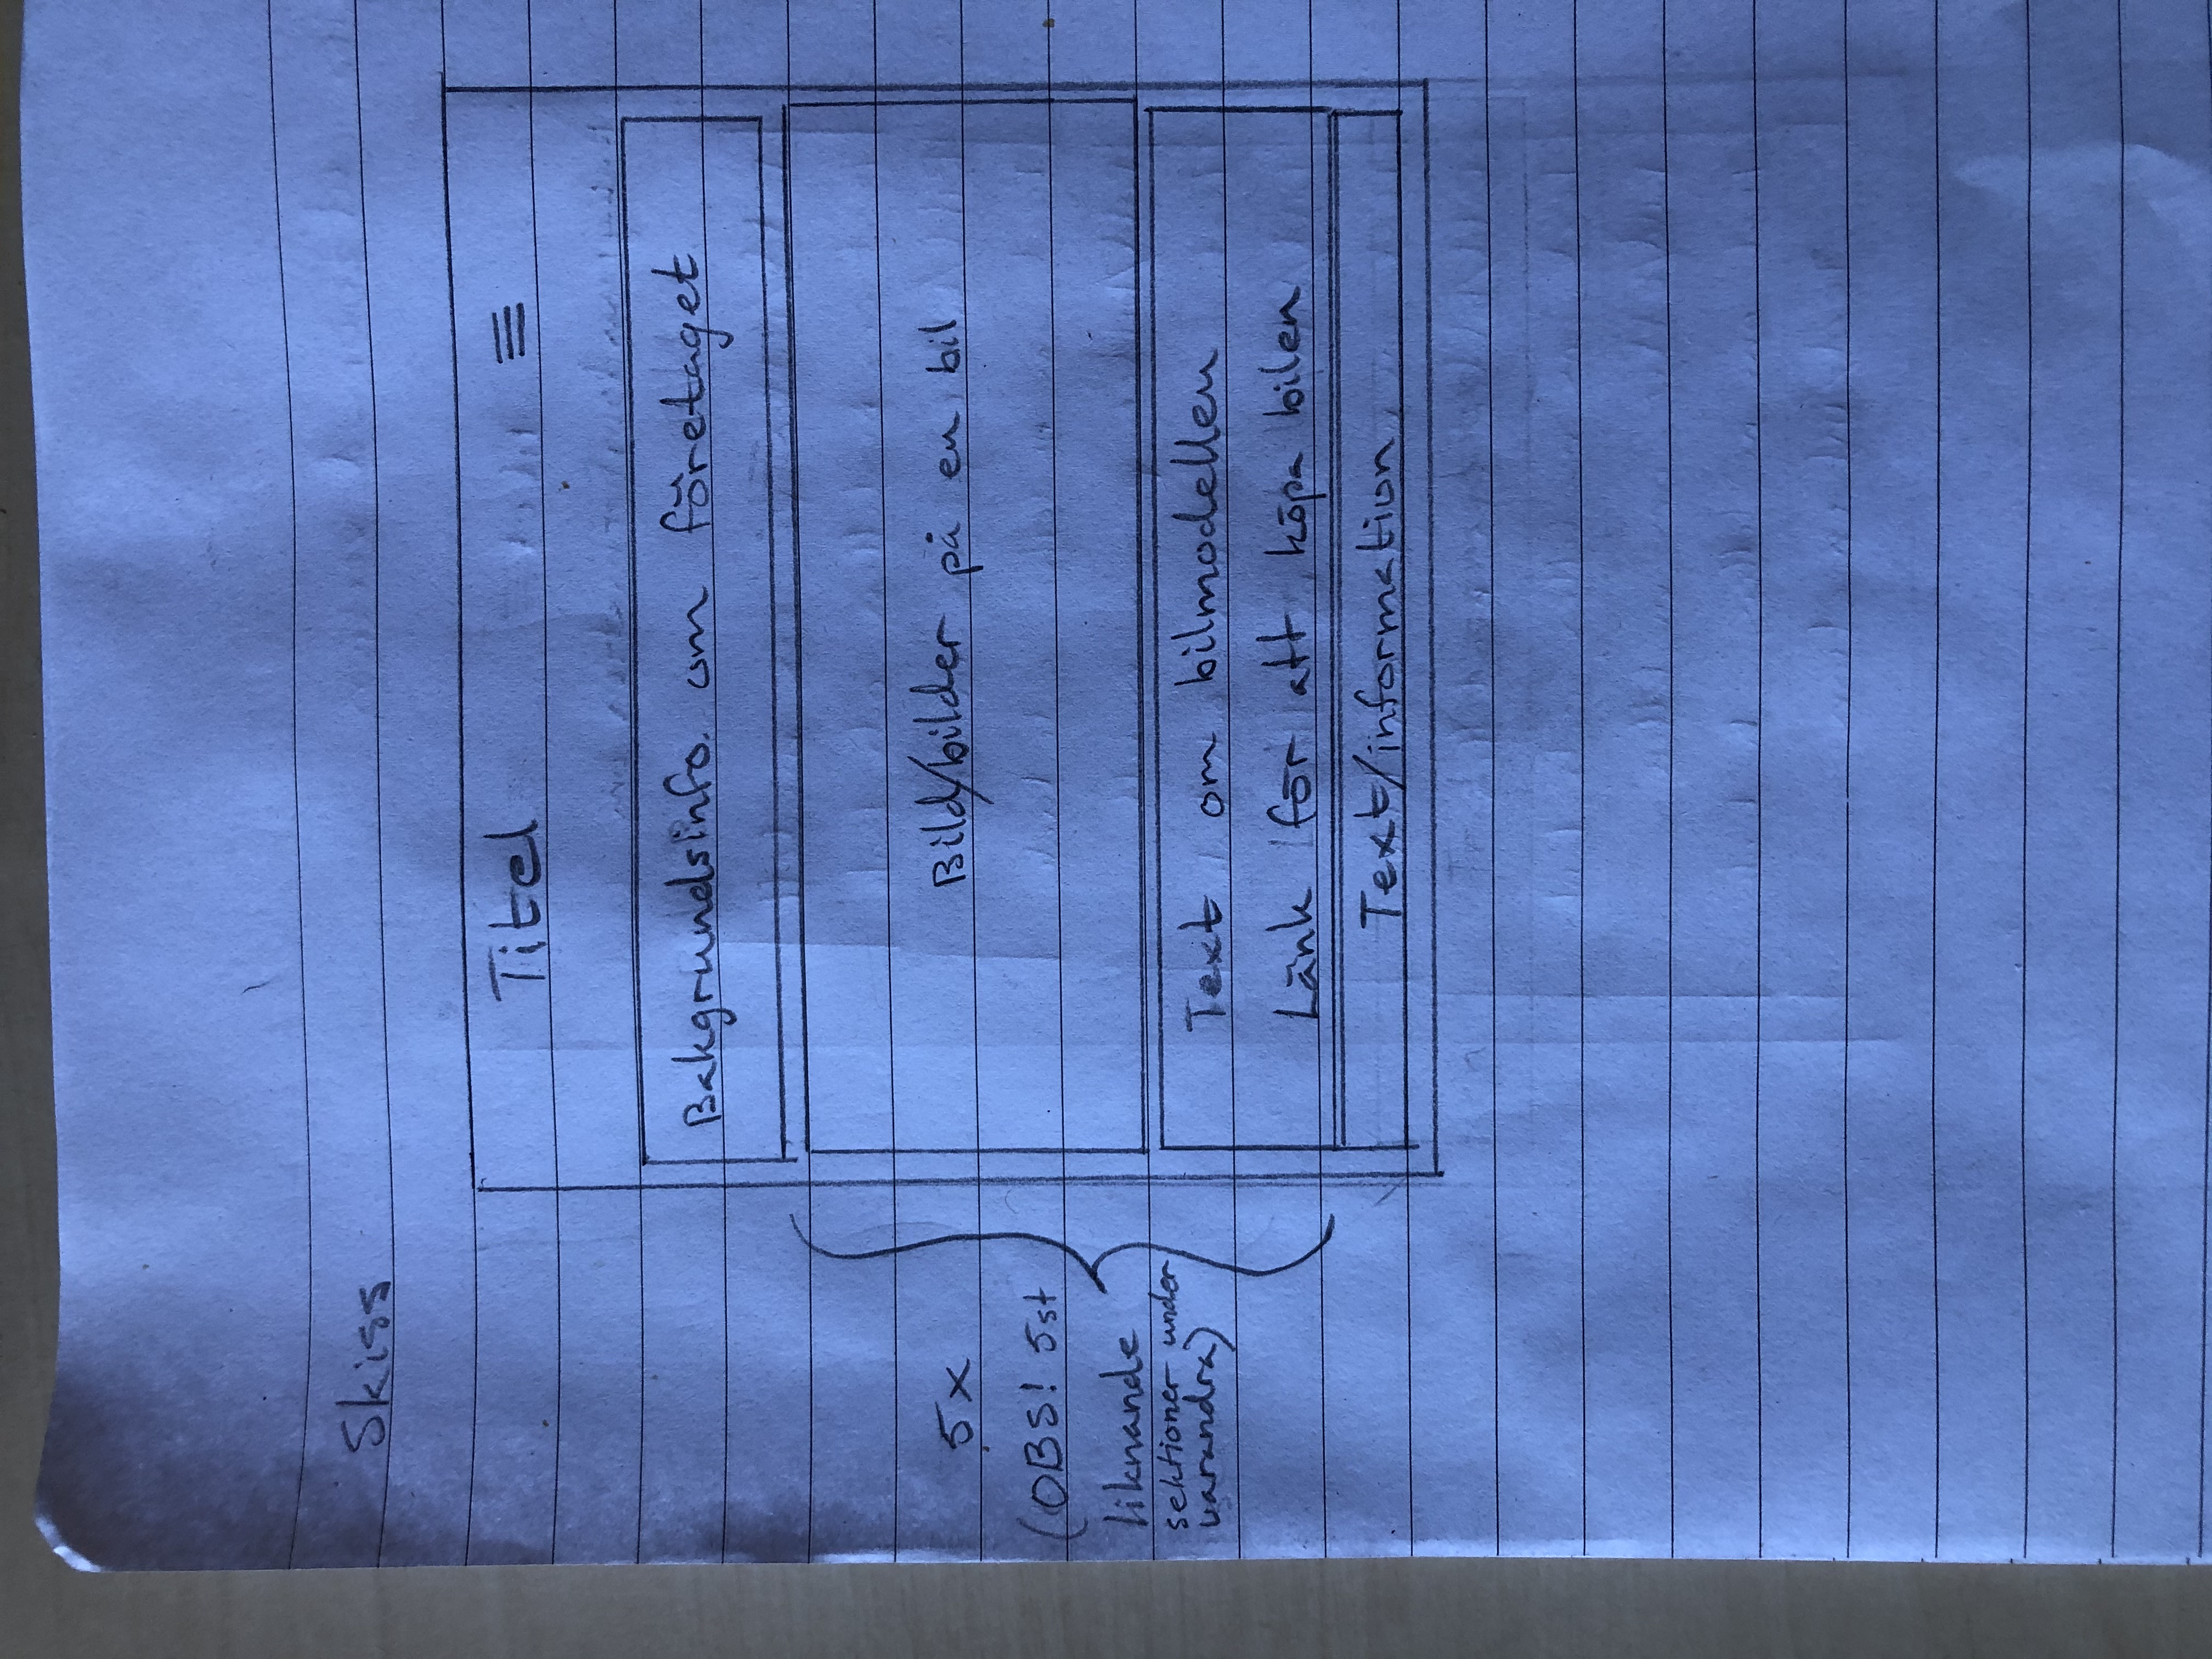 Skiss
Titel
Bakgrundsinfo. om företaget
Bild/bilder på en bil
5x
(OBS! 5st
liknande
sektioner under
varandra)
Text om bilmodellen
Länk för att köpa bilen
Text/information